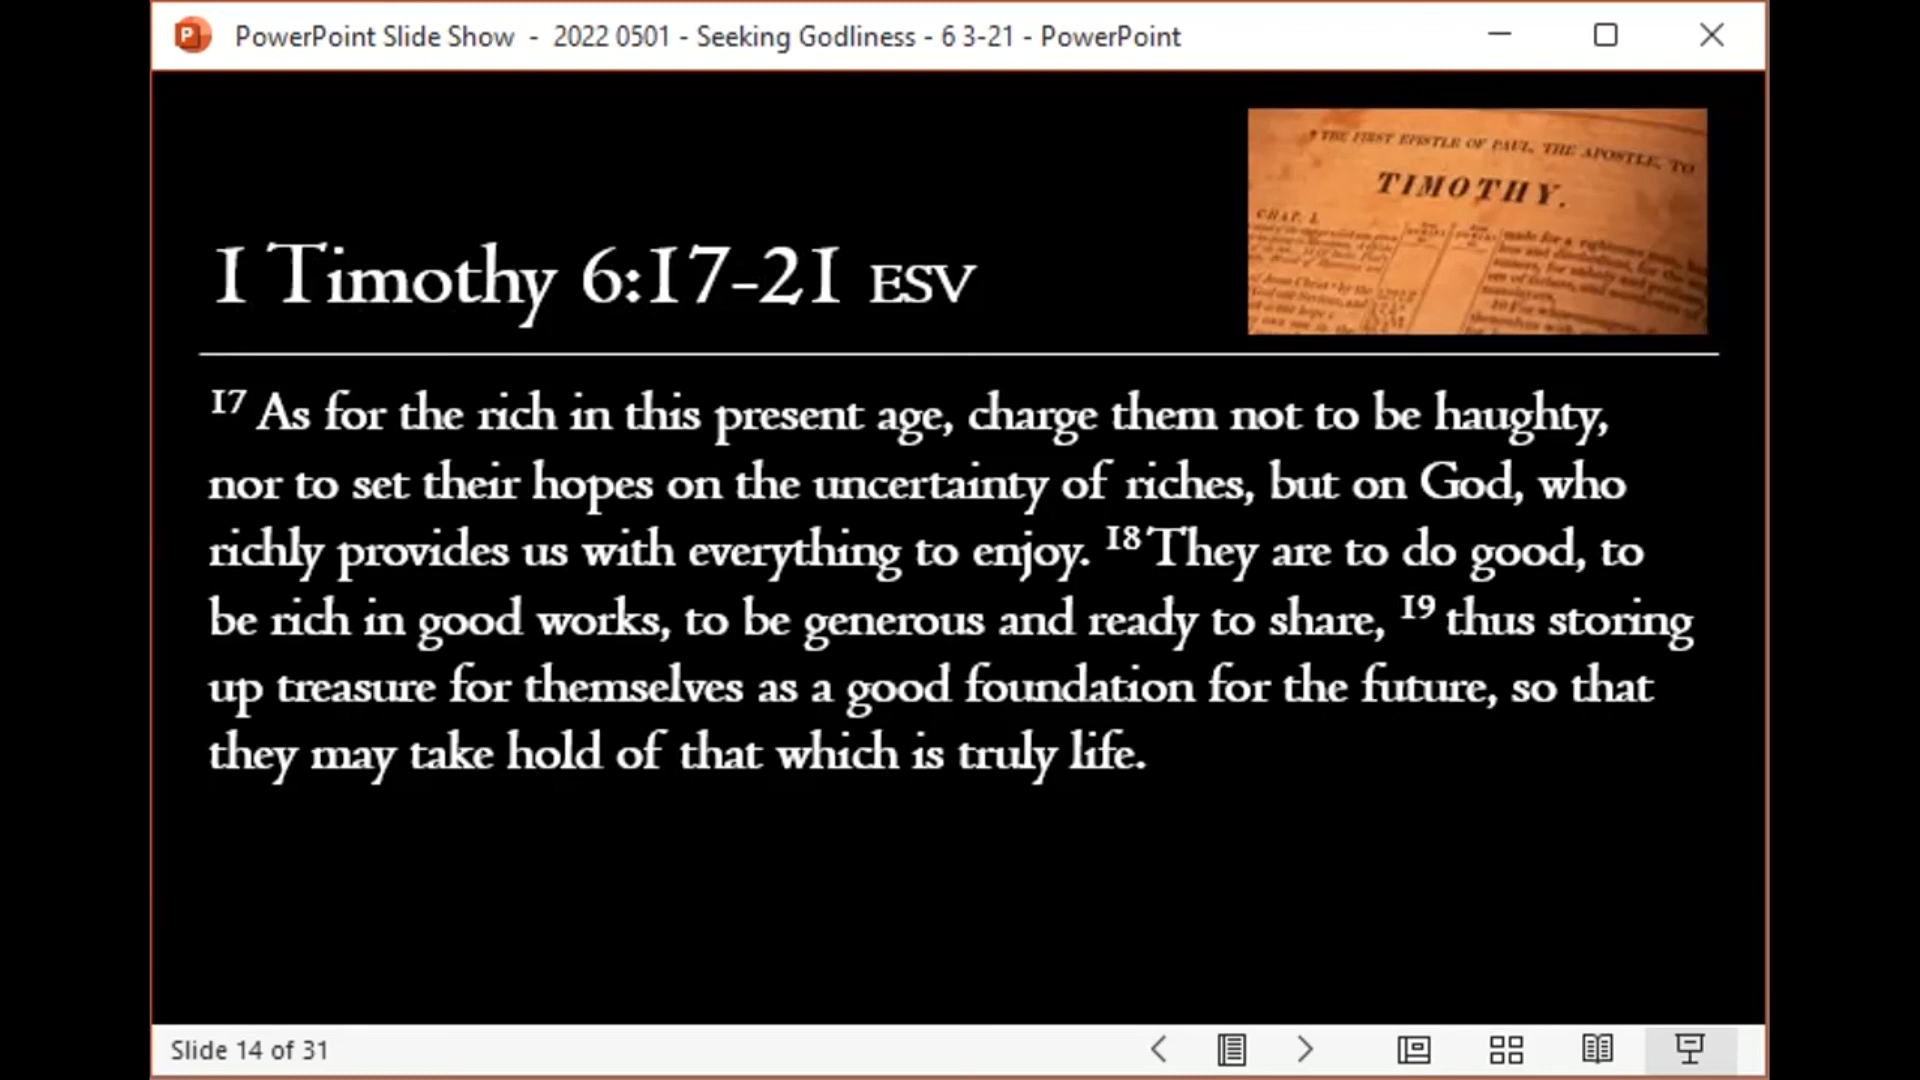 PowerPoint Slide Show - 2022 0501 - Seeking Godliness - 6 3-21 - PowerPoint
THE FIRST EPISTLE OF PAUL, THE APOSTLE, TO
TIMOTHY.
CHAP. I.
1 Timothy 6:17-21 ESV
17 As for the rich in this present age, charge them not to be haughty,
nor to set their hopes on the uncertainty of riches, but on God, who
richly provides us with everything to enjoy. 18 They are to do good, to
be rich in good works, to be generous and ready to share, 19 thus storing
up treasure for themselves as a good foundation for the future, so that
they may take hold of that which is truly life.
Slide 14 of 31